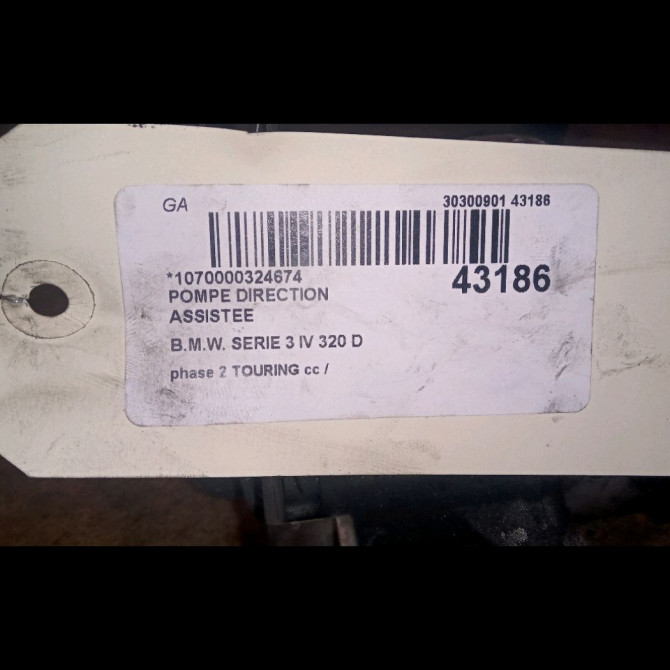 GA
30300901 43186
*1070000324674
43186
POMPE DIRECTION
ASSISTEE
B.M.W. SERIE 3 IV 320 D
phase 2 TOURING cc /